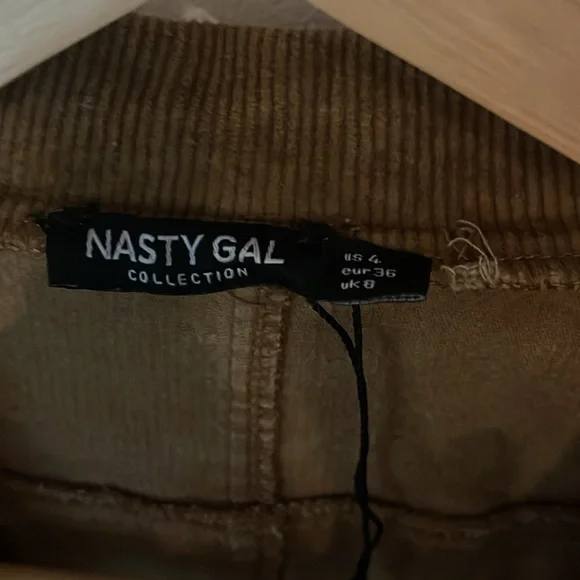 NASTY GAL
COLLECTION
us 4
eur 36
uk 8